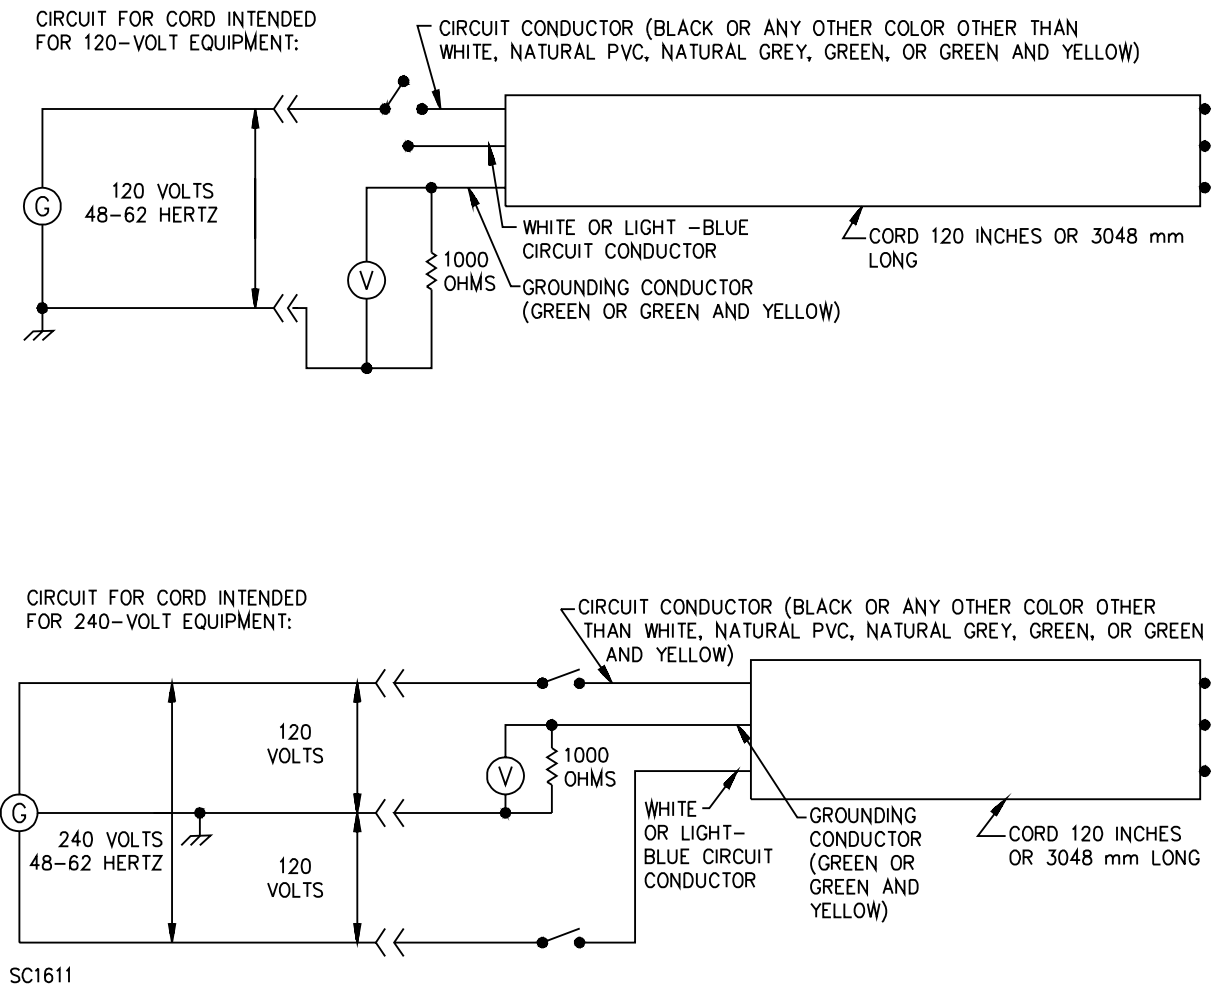 CIRCUIT FOR CORD INTENDED
FOR 120-VOLT EQUIPMENT:
CIRCUIT CONDUCTOR (BLACK OR ANY OTHER COLOR OTHER THAN
WHITE, NATURAL PVC, NATURAL GREY, GREEN, OR GREEN AND YELLOW)
G
120 VOLTS
48-62 HERTZ
V
1000
OHMS
WHITE OR LIGHT -BLUE
CIRCUIT CONDUCTOR
GROUNDING CONDUCTOR
(GREEN OR GREEN AND YELLOW)
CORD 120 INCHES OR 3048 mm
LONG
CIRCUIT FOR CORD INTENDED
FOR 240-VOLT EQUIPMENT:
CIRCUIT CONDUCTOR (BLACK OR ANY OTHER COLOR OTHER
THAN WHITE, NATURAL PVC, NATURAL GREY, GREEN, OR GREEN
AND YELLOW)
G
120
VOLTS
240 VOLTS
48-62 HERTZ
120
VOLTS
V
1000
OHMS
WHITE
OR LIGHT-
BLUE CIRCUIT
CONDUCTOR
GROUNDING
CONDUCTOR
(GREEN OR
GREEN AND
YELLOW)
CORD 120 INCHES
OR 3048 mm LONG
SC1611